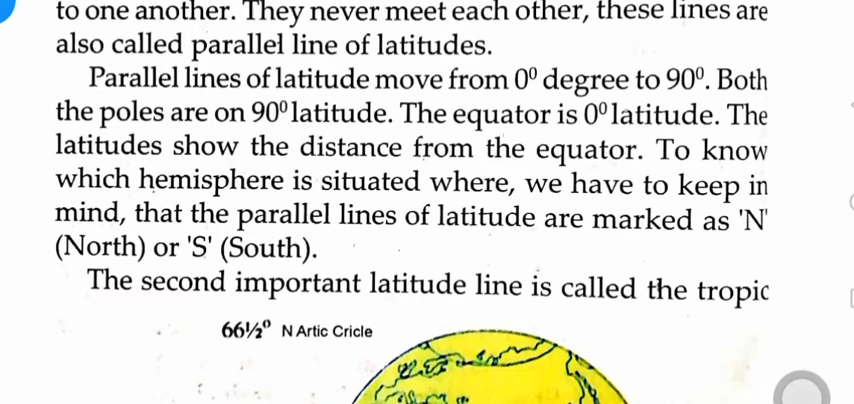 to one another. They never meet each other, these lines are
also called parallel line of latitudes.
Parallel lines of latitude move from 0⁰ degree to 90⁰. Both
the poles are on 90⁰ latitude. The equator is 0⁰ latitude. The
latitudes show the distance from the equator. To know
which hemisphere is situated where, we have to keep in
mind, that the parallel lines of latitude are marked as 'N'
(North) or 'S' (South).
The second important latitude line is called the tropic
66½⁰ N Artic Cricle